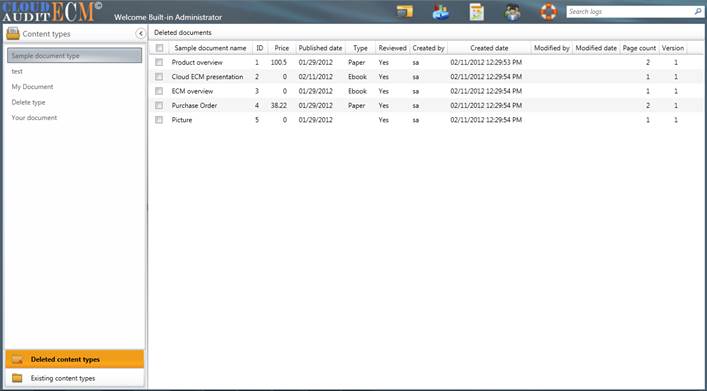 CLOUD AUDIT ECM © Welcome Built-in Administrator Search logs
Content types
Sample document type
test
My Document
Delete type
Your document
Deleted content types
Existing content types
Deleted documents
Sample document name ID Price Published date Type Reviewed Created by Created date Modified by Modified date Page count Version
Product overview 1 100.5 01/29/2012 Paper Yes sa 02/11/2012 12:29:53 PM 2 1
Cloud ECM presentation 2 0 02/11/2012 Ebook Yes sa 02/11/2012 12:29:54 PM 1 1
ECM overview 3 0 01/29/2012 Ebook Yes sa 02/11/2012 12:29:54 PM 1 1
Purchase Order 4 38.22 01/29/2012 Paper Yes sa 02/11/2012 12:29:54 PM 2 1
Picture 5 0 01/29/2012 Yes sa 02/11/2012 12:29:54 PM 1 1